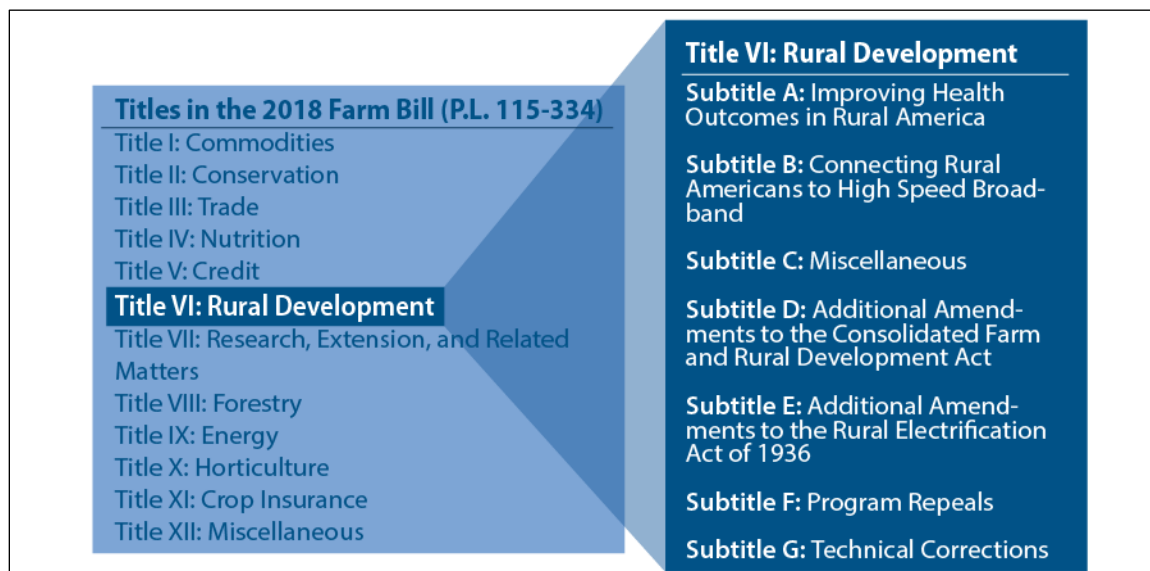 Titles in the 2018 Farm Bill (P.L. 115-334)
Title I: Commodities
Title II: Conservation
Title III: Trade
Title IV: Nutrition
Title V: Credit
Title VI: Rural Development
Title VII: Research, Extension, and Related
Matters
Title VIII: Forestry
Title IX: Energy
Title X: Horticulture
Title XI: Crop Insurance
Title XII: Miscellaneous
Title VI: Rural Development
Subtitle A: Improving Health
Outcomes in Rural America
Subtitle B: Connecting Rural
Americans to High Speed Broad-
band
Subtitle C: Miscellaneous
Subtitle D: Additional Amend-
ments to the Consolidated Farm
and Rural Development Act
Subtitle E: Additional Amend-
ments to the Rural Electrification
Act of 1936
Subtitle F: Program Repeals
Subtitle G: Technical Corrections